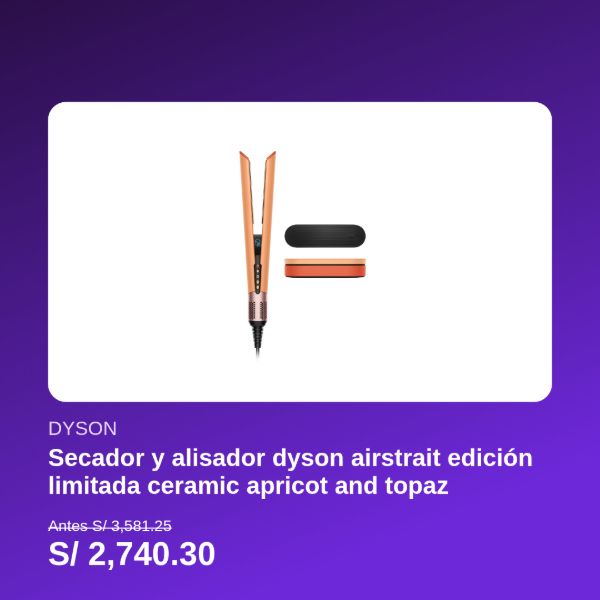 DYSON
Secador y alisador dyson airstrait edición
limitada ceramic apricot and topaz
Antes S/ 3,581.25
S/ 2,740.30